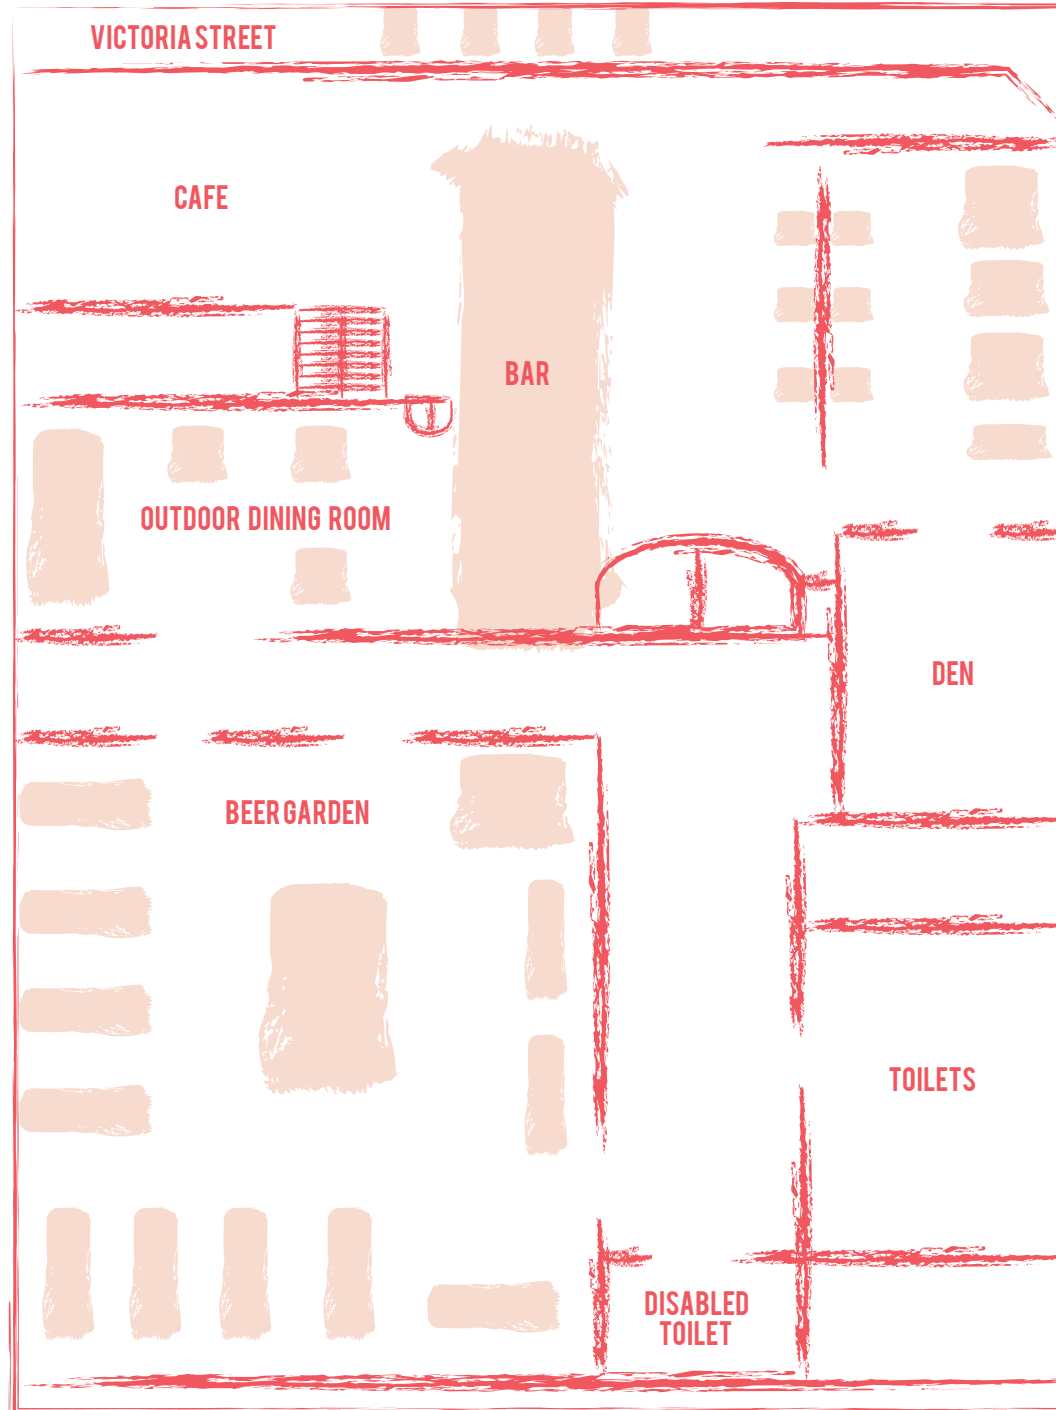 VICTORIA STREET
CAFE
BAR
OUTDOOR DINING ROOM
DEN
BEER GARDEN
TOILETS
DISABLED
TOILET